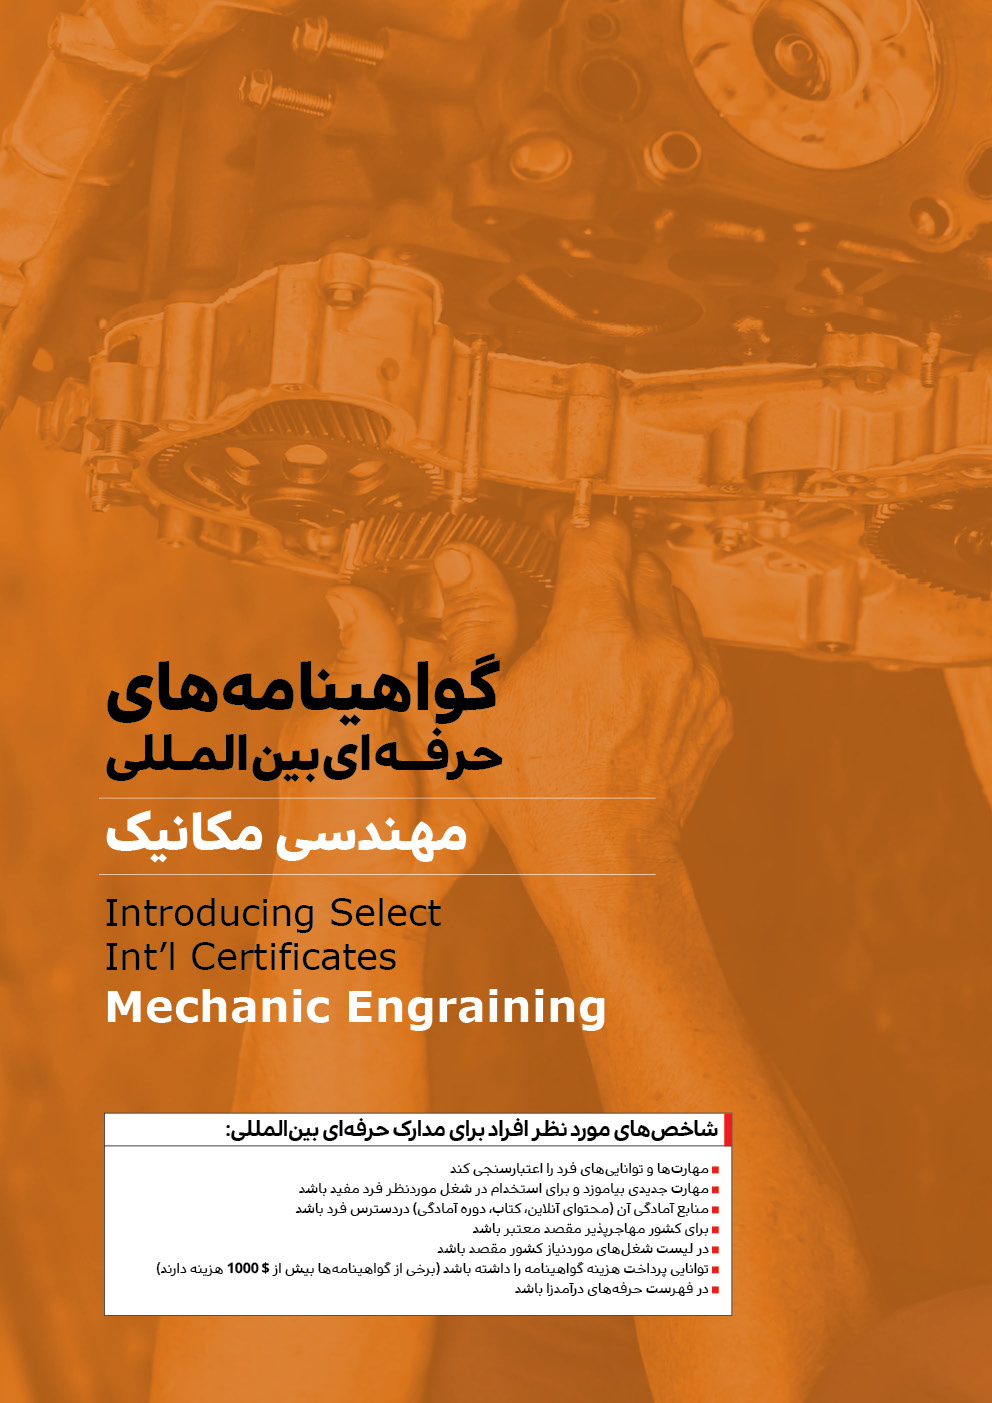 گواهینامه‌های
حرفــه‌ای بین‌المـللی
مهندسی مکانیک
Introducing Select
Int’l Certificates
Mechanic Engraining
شاخص‌های مورد نظر افراد برای مدارک حرفه‌ای بین‌المللی:
■ مهارت‌ها و توانایی‌های فرد را اعتبارسنجی کند
■ مهارت جدیدی بیاموزد و برای استخدام در شغل موردنظر فرد مفید باشد
■ منابع آمادگی آن (محتوای آنلاین، کتاب، دوره آمادگی) دردسترس فرد باشد
■ برای کشور مهاجرپذیر مقصد معتبر باشد
■ در لیست شغل‌های موردنیاز کشور مقصد باشد
■ توانایی پرداخت هزینه گواهینامه را داشته باشد (برخی از گواهینامه‌ها بیش از $ 1000 هزینه دارند)
■ در فهرست حرفه‌های درآمدزا باشد